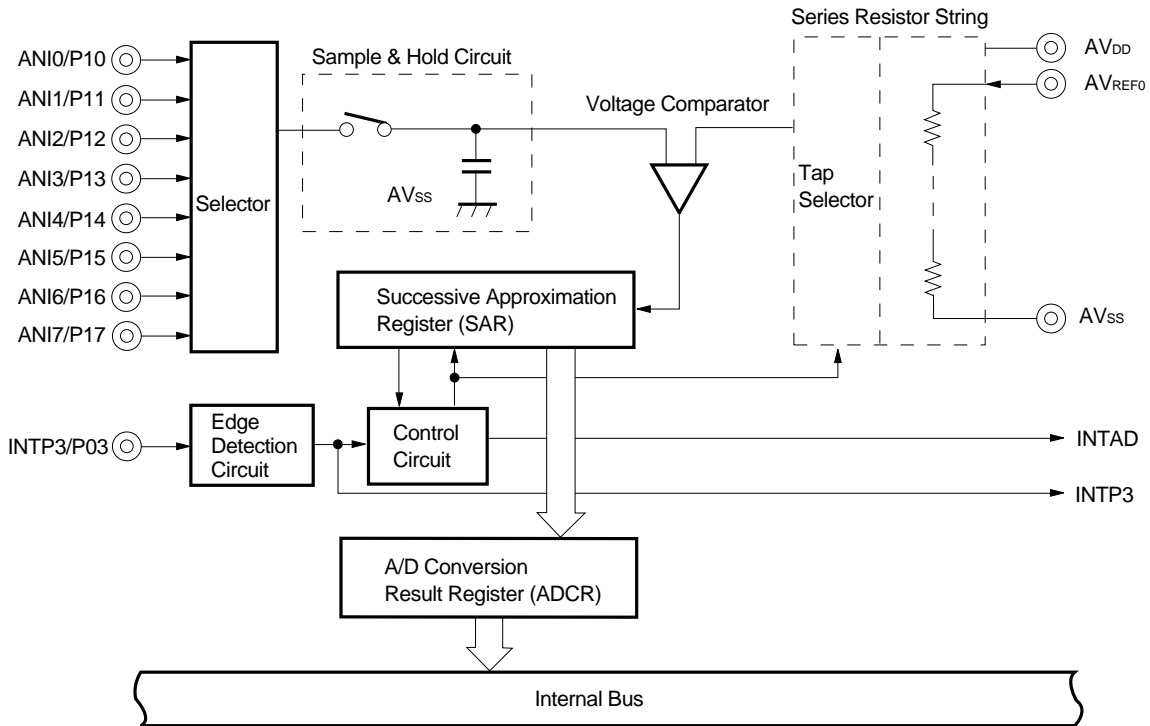 Series Resistor String
ANI0/P10
ANI1/P11
ANI2/P12
ANI3/P13
ANI4/P14
ANI5/P15
ANI6/P16
ANI7/P17
Selector
Sample & Hold Circuit
AVSS
Voltage Comparator
Tap
Selector
AVDD
AVREF0
AVSS
Successive Approximation
Register (SAR)
INTP3/P03
Edge
Detection
Circuit
Control
Circuit
INTAD
INTP3
A/D Conversion
Result Register (ADCR)
Internal Bus